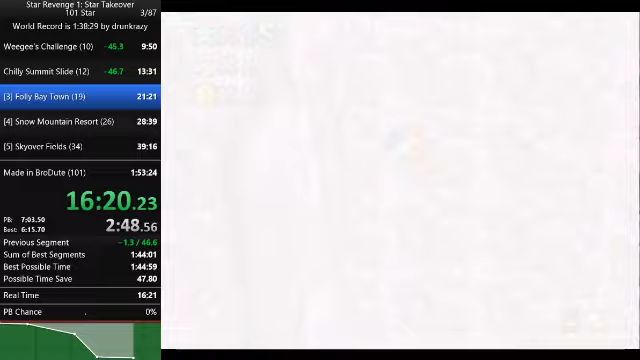 Star Revenge 1: Star Takeover
101 Star 3/87
World Record is 1:38:29 by drunkrazy
Weegee's Challenge (10) -45.3 9:50
Chilly Summit Slide (12) -46.7 13:31
[3] Folly Bay Town (19) 21:21
[4] Snow Mountain Resort (26) 28:39
[5] Skyover Fields (34) 39:16
Made in BroDute (101) 1:53:24
16:20.23
PB: 7:03.50 2:48.56
Best: 6:15.70
Previous Segment -1.3 / 46.6
Sum of Best Segments 1:44:01
Best Possible Time 1:44:59
Possible Time Save 47.80
Real Time 16:21
PB Chance 0%